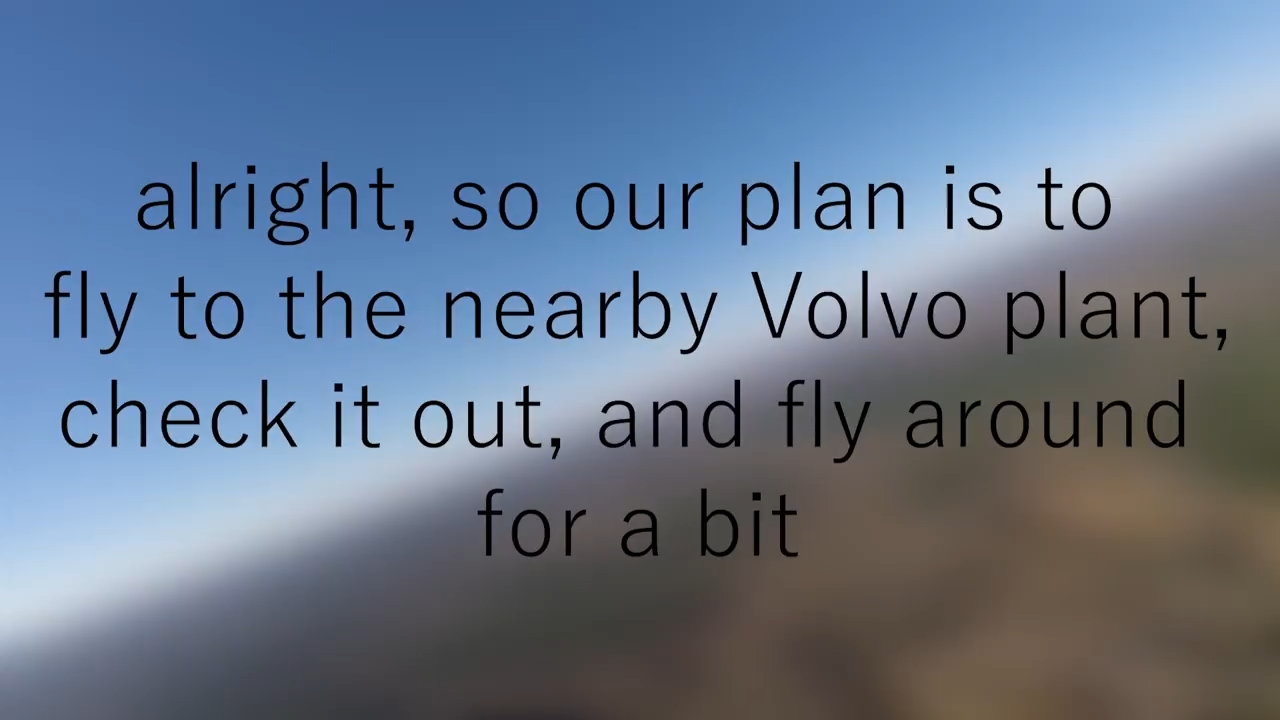 alright, so our plan is to
fly to the nearby Volvo plant,
check it out, and fly around
for a bit